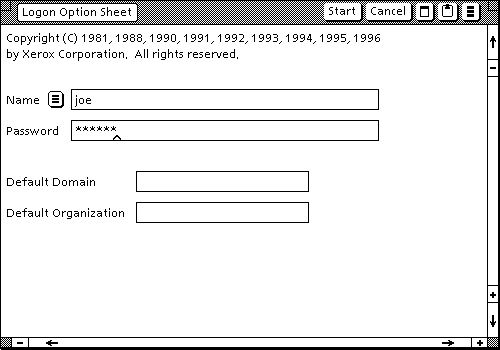 Logon Option Sheet Start Cancel
Copyright (C) 1981, 1988, 1990, 1991, 1992, 1993, 1994, 1995, 1996
by Xerox Corporation. All rights reserved.
Name joe
Password ******
Default Domain
Default Organization